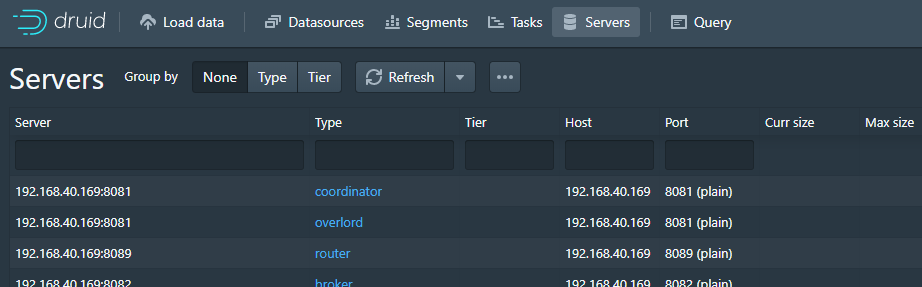 druid Load data Datasources Segments Tasks Servers Query
Servers Group by None Type Tier Refresh
Server Type Tier Host Port Curr size Max size
192.168.40.169:8081 coordinator 192.168.40.169 8081 (plain)
192.168.40.169:8081 overlord 192.168.40.169 8081 (plain)
192.168.40.169:8089 router 192.168.40.169 8089 (plain)
192.168.40.169:8082 broker 192.168.40.169 8082 (plain)